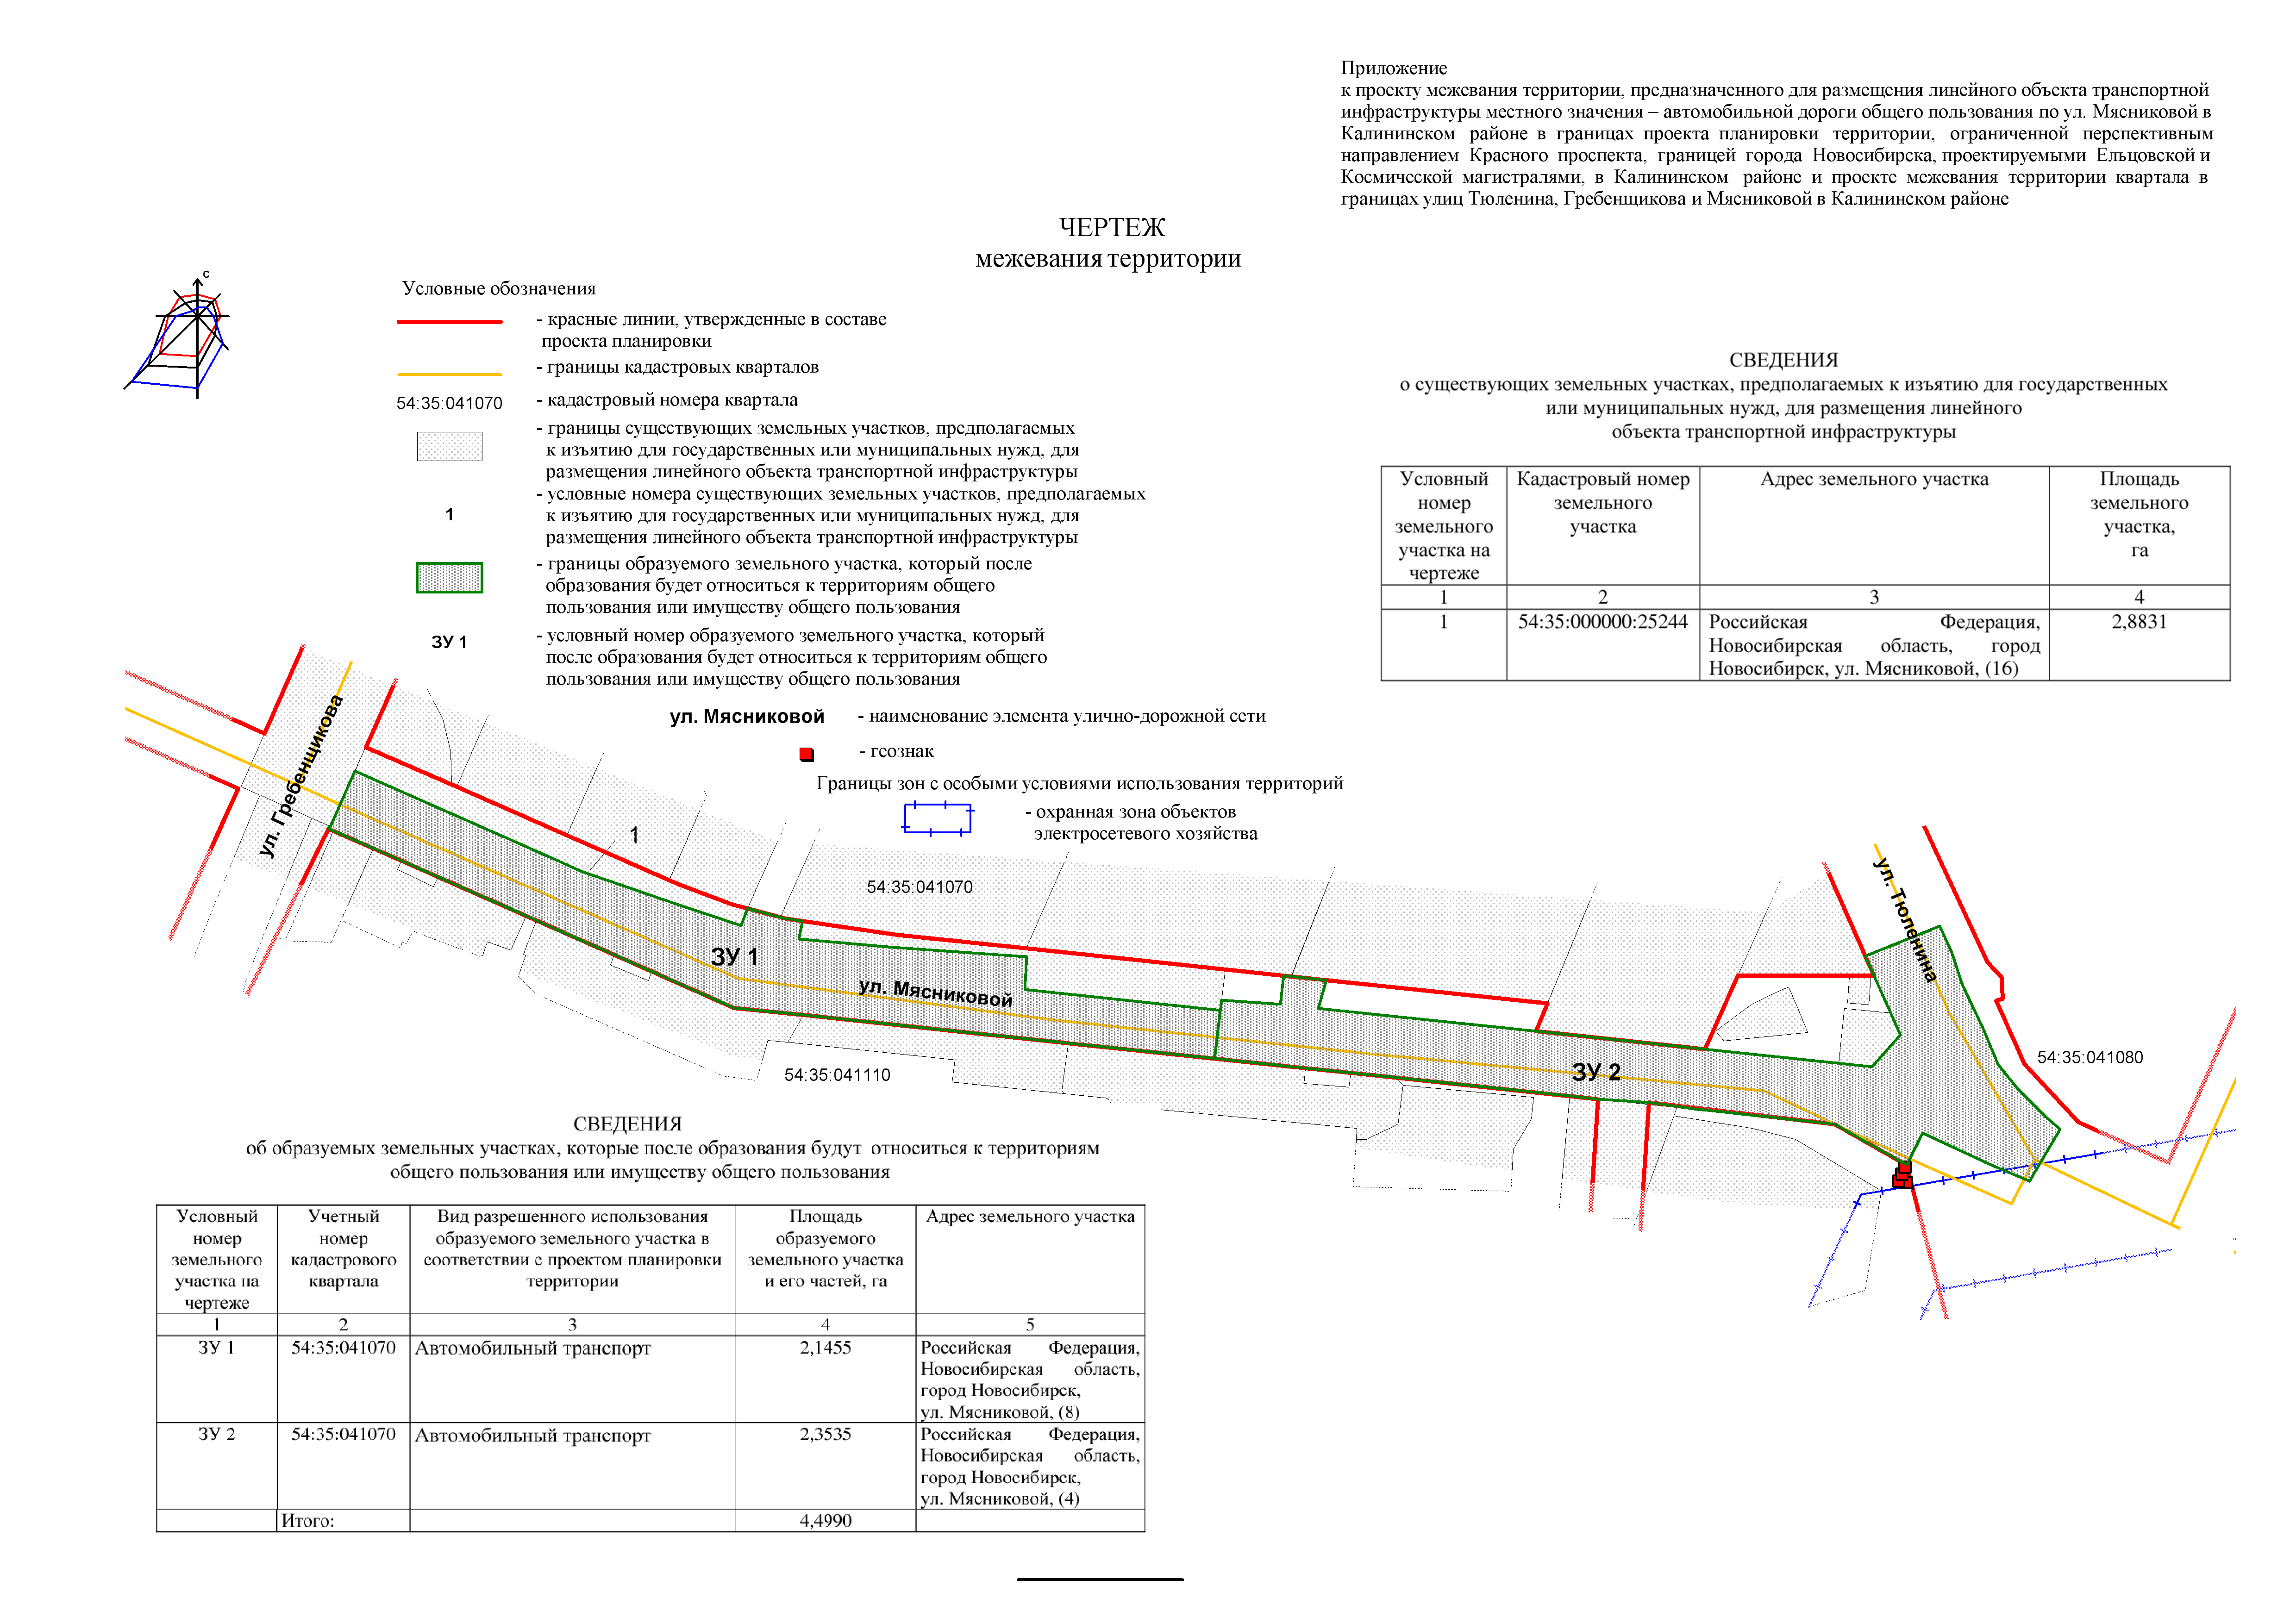 Приложение
к проекту межевания территории, предназначенного для размещения линейного объекта транспортной
инфраструктуры местного значения – автомобильной дороги общего пользования по ул. Мясниковой в
Калининском районе в границах проекта планировки территории, ограниченной перспективным
направлением Красного проспекта, границей города Новосибирска, проектируемыми Ельцовской и
Космической магистралями, в Калининском районе и проекте межевания территории квартала в
границах улиц Тюленина, Гребенщикова и Мясниковой в Калининском районе
ЧЕРТЕЖ
межевания территории
с
Условные обозначения
- красные линии, утвержденные в составе
проекта планировки
- границы кадастровых кварталов
54:35:041070 - кадастровый номера квартала
- границы существующих земельных участков, предполагаемых
к изъятию для государственных или муниципальных нужд, для
размещения линейного объекта транспортной инфраструктуры
- условные номера существующих земельных участков, предполагаемых
1 к изъятию для государственных или муниципальных нужд, для
размещения линейного объекта транспортной инфраструктуры
- границы образуемого земельного участка, который после
образования будет относиться к территориям общего
пользования или имуществу общего пользования
ЗУ 1 - условный номер образуемого земельного участка, который
после образования будет относиться к территориям общего
пользования или имуществу общего пользования
ул. Мясниковой - наименование элемента улично-дорожной сети
- геознак
Границы зон с особыми условиями использования территорий
- охранная зона объектов
электросетевого хозяйства
СВЕДЕНИЯ
о существующих земельных участках, предполагаемых к изъятию для государственных
или муниципальных нужд, для размещения линейного
объекта транспортной инфраструктуры
Условный номер земельного участка на чертеже
Кадастровый номер земельного участка
Адрес земельного участка
Площадь земельного участка, га
1 2 3 4
1 54:35:000000:25244 Российская Федерация, 2,8831
Новосибирская область, город
Новосибирск, ул. Мясниковой, (16)
ул. Гребенщикова
1
54:35:041070
ЗУ 1
ул. Мясниковой
ул. Тюленина
54:35:041080
ЗУ 2
54:35:041110
СВЕДЕНИЯ
об образуемых земельных участках, которые после образования будут относиться к территориям
общего пользования или имуществу общего пользования
Условный номер земельного участка на чертеже
Учетный номер кадастрового квартала
Вид разрешенного использования образуемого земельного участка в соответствии с проектом планировки территории
Площадь образуемого земельного участка и его частей, га
Адрес земельного участка
1 2 3 4 5
ЗУ 1 54:35:041070 Автомобильный транспорт 2,1455 Российская Федерация,
Новосибирская область,
город Новосибирск,
ул. Мясниковой, (8)
ЗУ 2 54:35:041070 Автомобильный транспорт 2,3535 Российская Федерация,
Новосибирская область,
город Новосибирск,
ул. Мясниковой, (4)
Итого: 4,4990